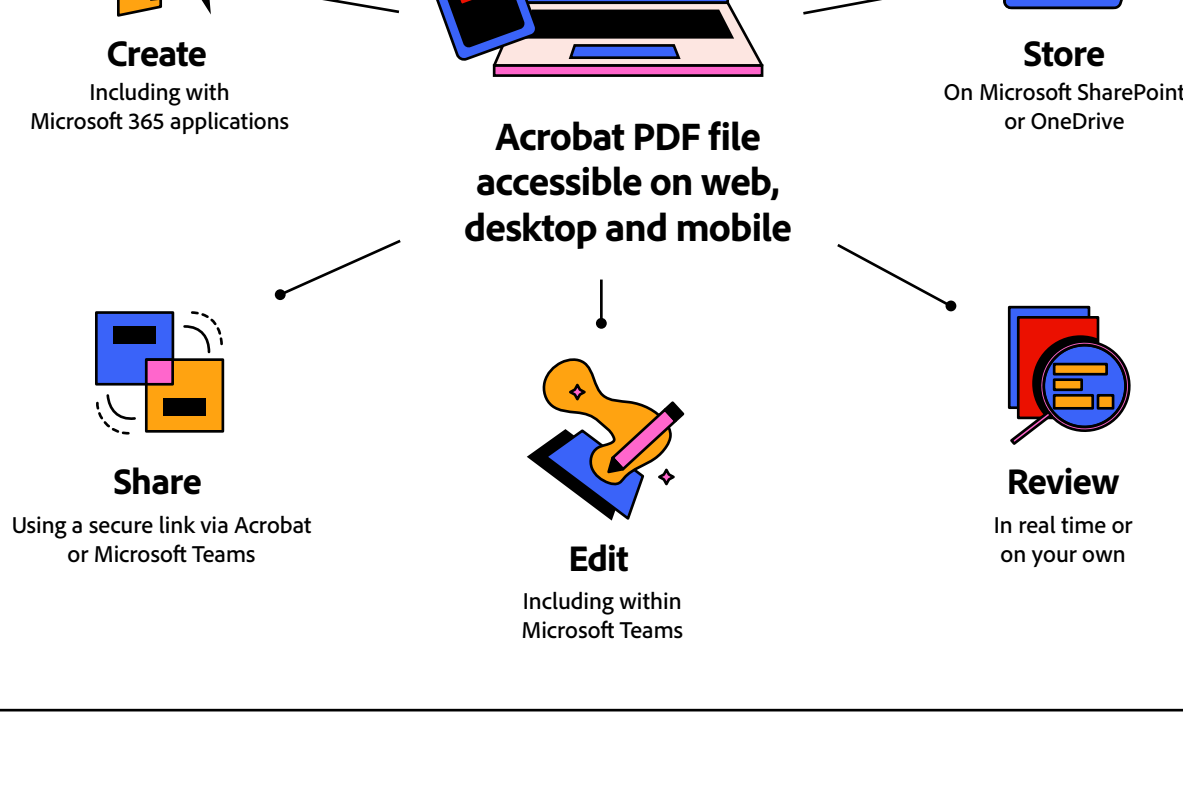 Create
Including with
Microsoft 365 applications
Store
On Microsoft SharePoint
or OneDrive
Acrobat PDF file
accessible on web,
desktop and mobile
Share
Using a secure link via Acrobat
or Microsoft Teams
Edit
Including within
Microsoft Teams
Review
In real time or
on your own